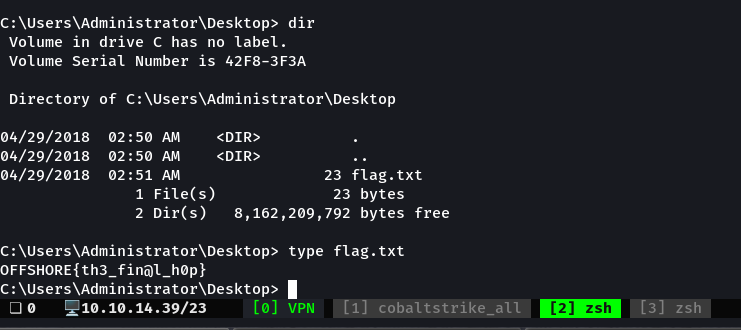 C:\Users\Administrator\Desktop> dir
Volume in drive C has no label.
Volume Serial Number is 42F8-3F3A
Directory of C:\Users\Administrator\Desktop
04/29/2018  02:50 AM    <DIR>          .
04/29/2018  02:50 AM    <DIR>          ..
04/29/2018  02:51 AM                23 flag.txt
1 File(s)             23 bytes
2 Dir(s)   8,162,209,792 bytes free
C:\Users\Administrator\Desktop> type flag.txt
OFFSHORE{th3_fin@l_h0p}
C:\Users\Administrator\Desktop>
0 10.10.14.39/23 [0] VPN [1] cobaltstrike_all [2] zsh [3] zsh